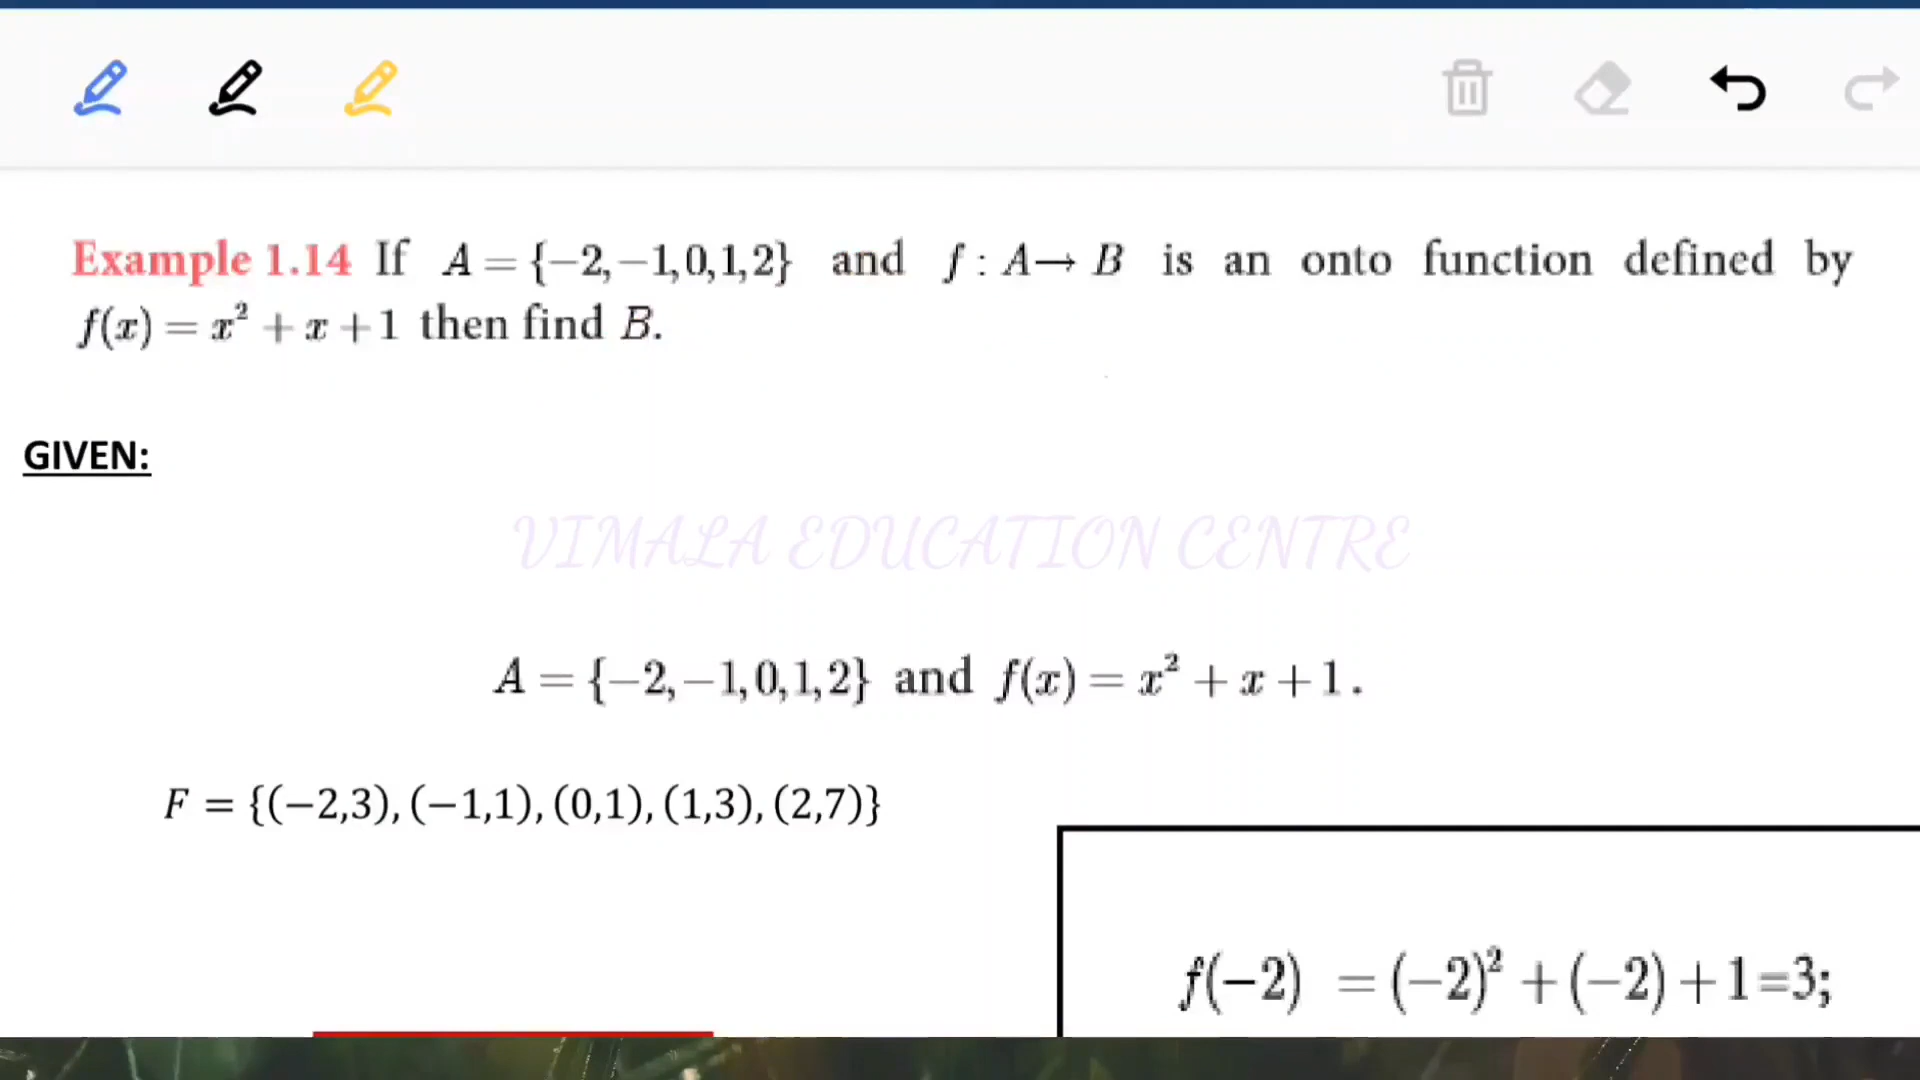 Example 1.14 If A = {−2, −1, 0, 1, 2} and f : A → B is an onto function defined by
f(x) = x² + x + 1 then find B.
GIVEN:
VIMALA EDUCATION CENTRE
A = {−2, −1, 0, 1, 2} and f(x) = x² + x + 1.
F = {(−2,3), (−1,1), (0,1), (1,3), (2,7)}
f(−2) = (−2)² + (−2) + 1=3;